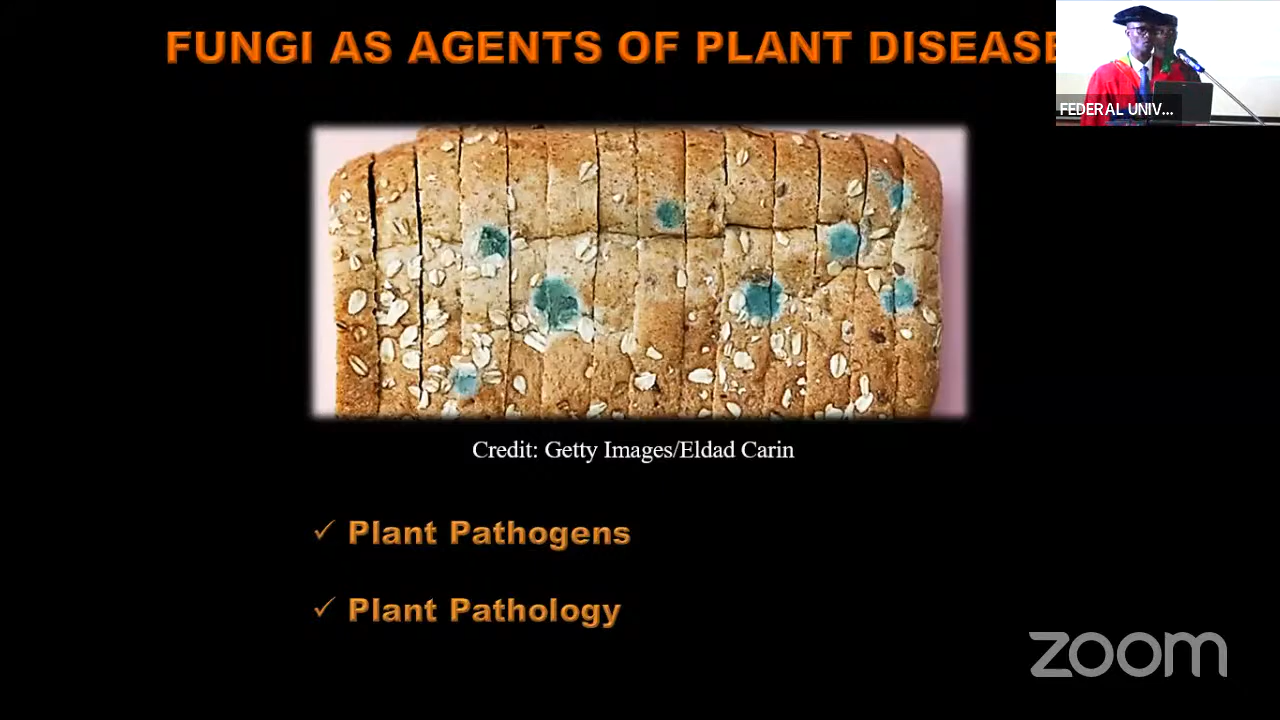 FUNGI AS AGENTS OF PLANT DISEASE
FEDERAL UNIV...
Credit: Getty Images/Eldad Carin
✓ Plant Pathogens
✓ Plant Pathology
zoom